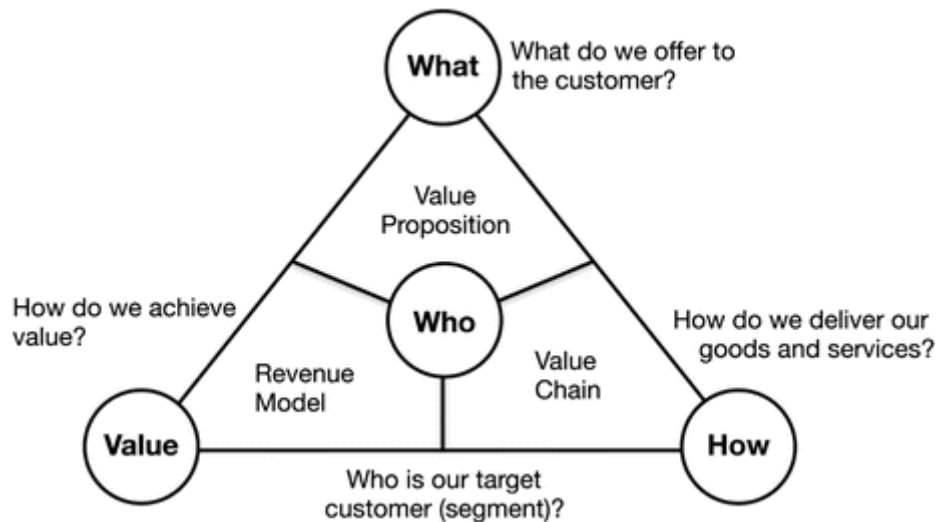 What
What do we offer to
the customer?
Value
Proposition
How do we achieve
value?
Who
How do we deliver our
goods and services?
Revenue
Model
Value
Chain
Value
How
Who is our target
customer (segment)?